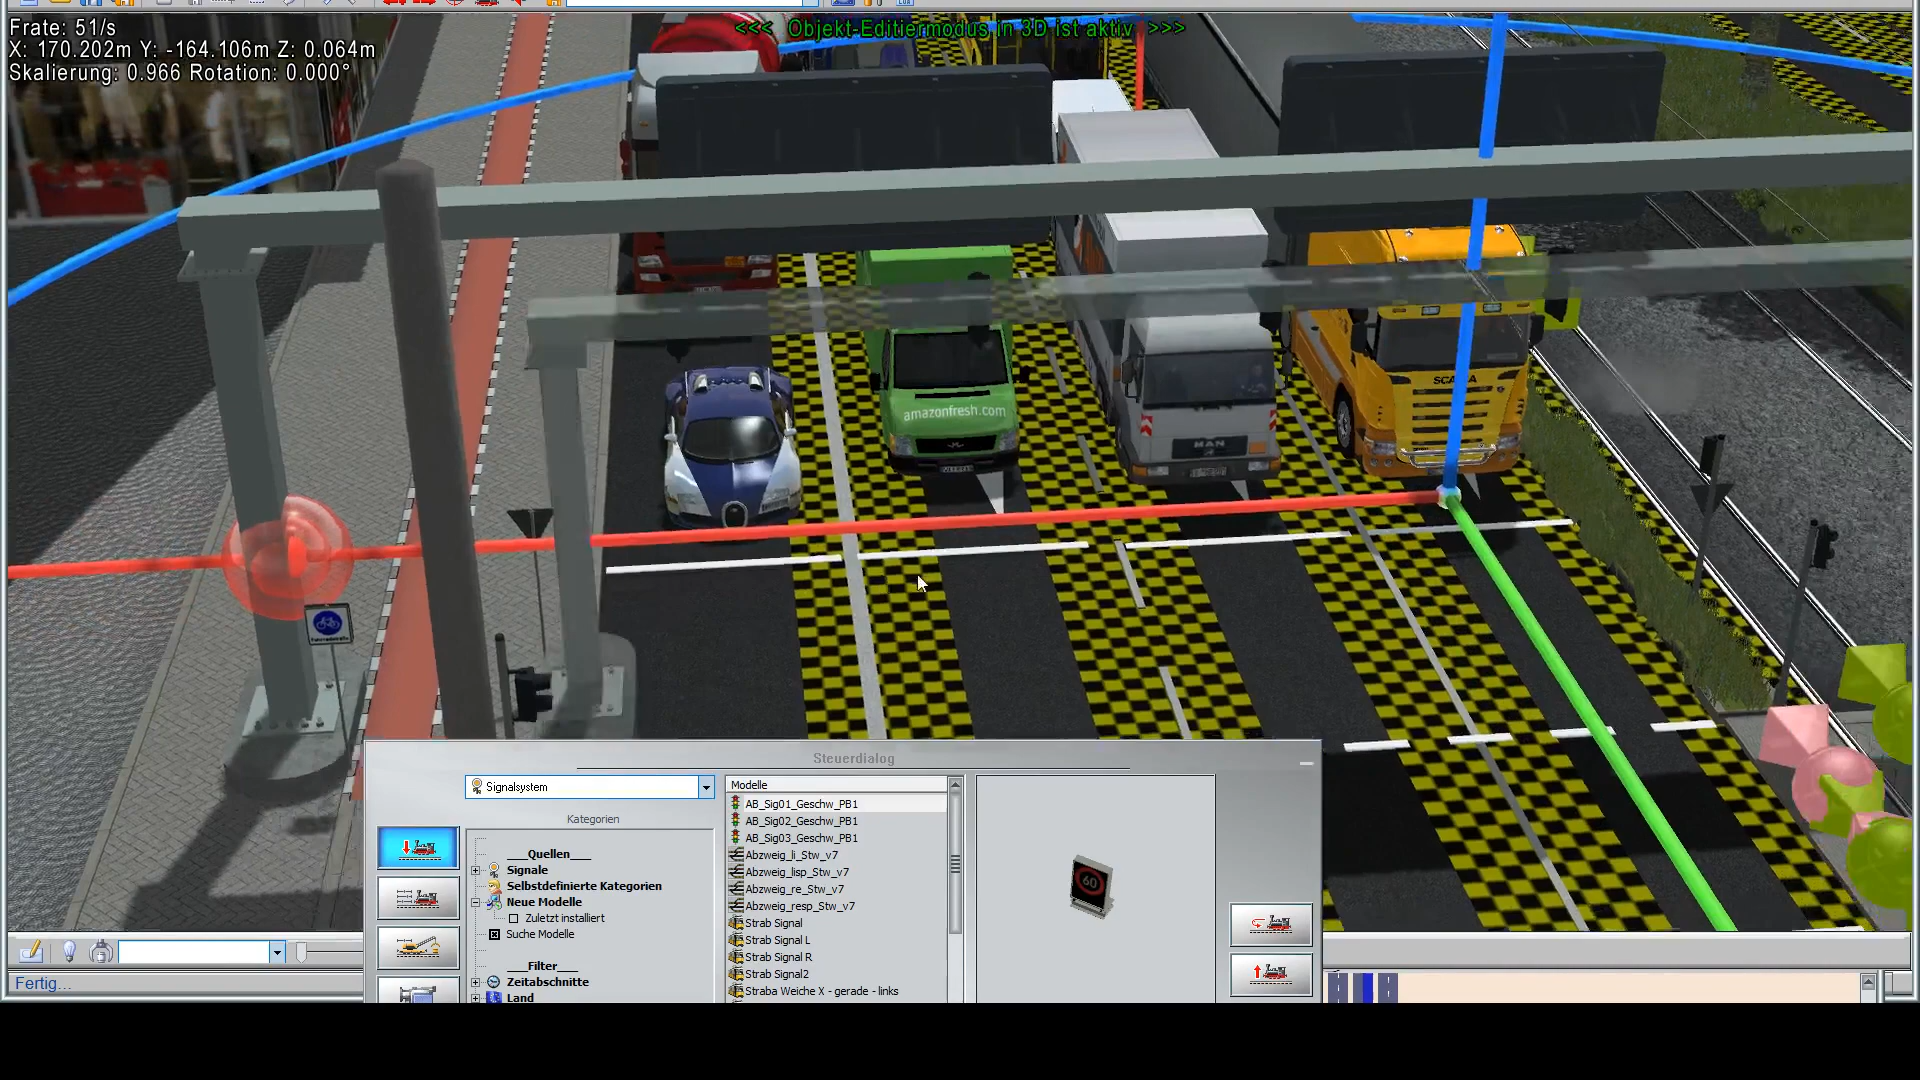 Frate: 51/s
<<< Objekt-Editiermodus in 3D ist aktiv >>>
X: 170.202m Y: -164.106m Z: 0.064m
Skalierung: 0.966 Rotation: 0.000°
SCANIA
amazonfresh.com
MAN
Steuerdialog
Signalsystem
Kategorien
___Quellen___
Signale
Selbstdefinierte Kategorien
Neue Modelle
Zuletzt installiert
Suche Modelle
___Filter___
Zeitabschnitte
Land
Modelle
AB_Sig01_Geschw_PB1
AB_Sig02_Geschw_PB1
AB_Sig03_Geschw_PB1
Abzweig_li_Stw_v7
Abzweig_lisp_Stw_v7
Abzweig_re_Stw_v7
Abzweig_resp_Stw_v7
Strab Signal
Strab Signal L
Strab Signal R
Strab Signal2
Straba Weiche X - gerade - links
60
Fertig...